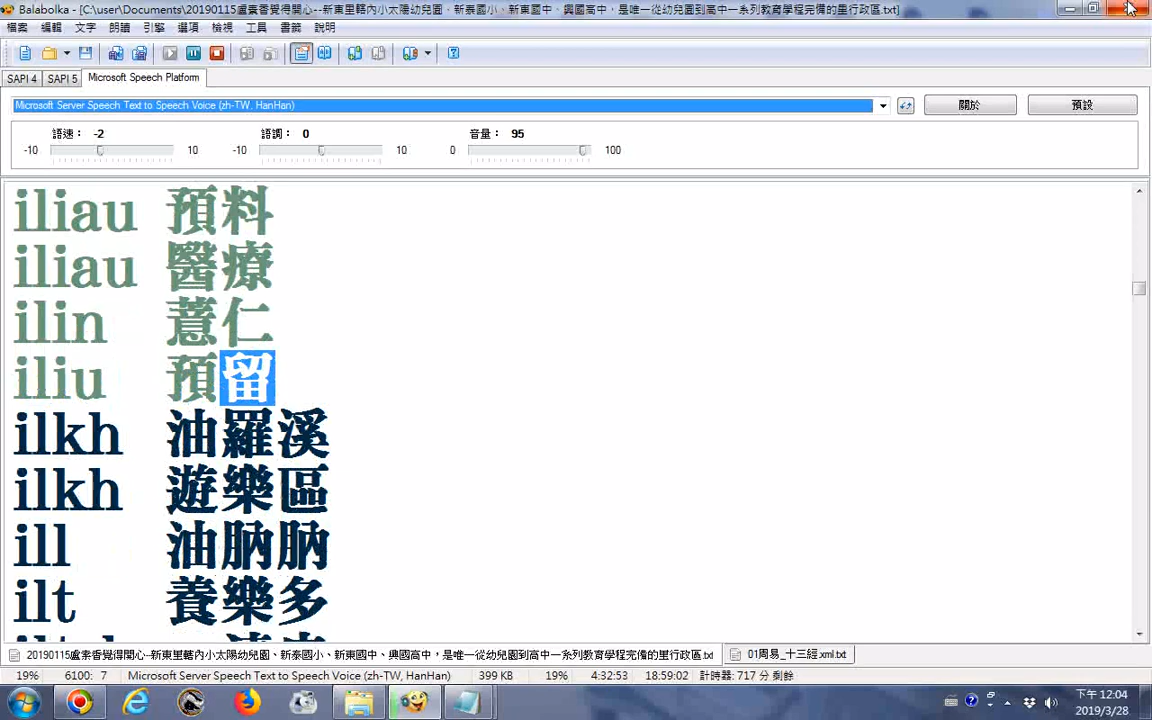 Balabolka - [C:\user\Documents\20190115盧素香覺得開心--新東里轄內小太陽幼兒園、新泰國小、新東國中、興國高中，是唯一從幼兒園到高中一系列教育學程完備的里行政區.txt]
檔案 編輯 文字 朗讀 引擎 選項 檢視 工具 書籤 說明
SAPI 4 SAPI 5 Microsoft Speech Platform
Microsoft Server Speech Text to Speech Voice (zh-TW, HanHan) 關於 預設
語速： -2 語調： 0 音量： 95
-10 10 -10 10 0 100
iliau 預料
iliau 醫療
ilin 薏仁
iliu 預留
ilkh 油羅溪
ilkh 遊樂區
ill 油肭肭
ilt 養樂多
20190115盧素香覺得開心--新東里轄內小太陽幼兒園、新泰國小、新東國中、興國高中，是唯一從幼兒園到高中一系列教育學程完備的里行政區.txt 01周易_十三經.xml.txt
19% 6100: 7 Microsoft Server Speech Text to Speech Voice (zh-TW, HanHan) 399 KB 19% 4:32:53 18:59:02 計時器: 717 分 剩餘
下午 12:04
2019/3/28